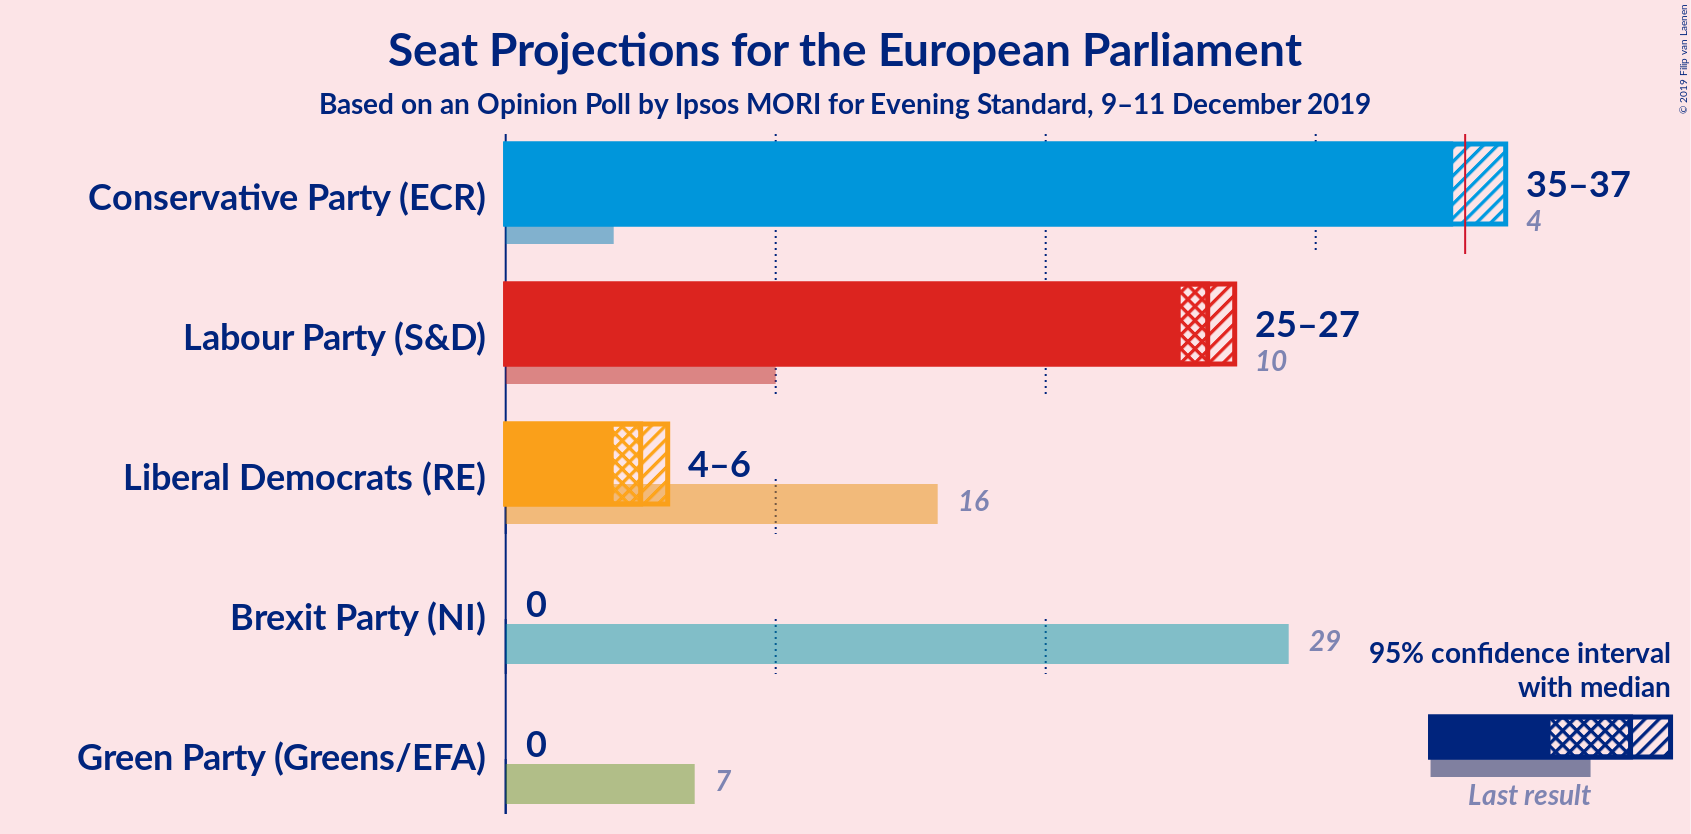 Seat Projections for the European Parliament
Based on an Opinion Poll by Ipsos MORI for Evening Standard, 9–11 December 2019
© 2019 Filip van Laenen
Conservative Party (ECR)
35–37
4
Labour Party (S&D)
25–27
10
Liberal Democrats (RE)
4–6
16
Brexit Party (NI)
0
29
Green Party (Greens/EFA)
0
7
95% confidence interval
with median
Last result